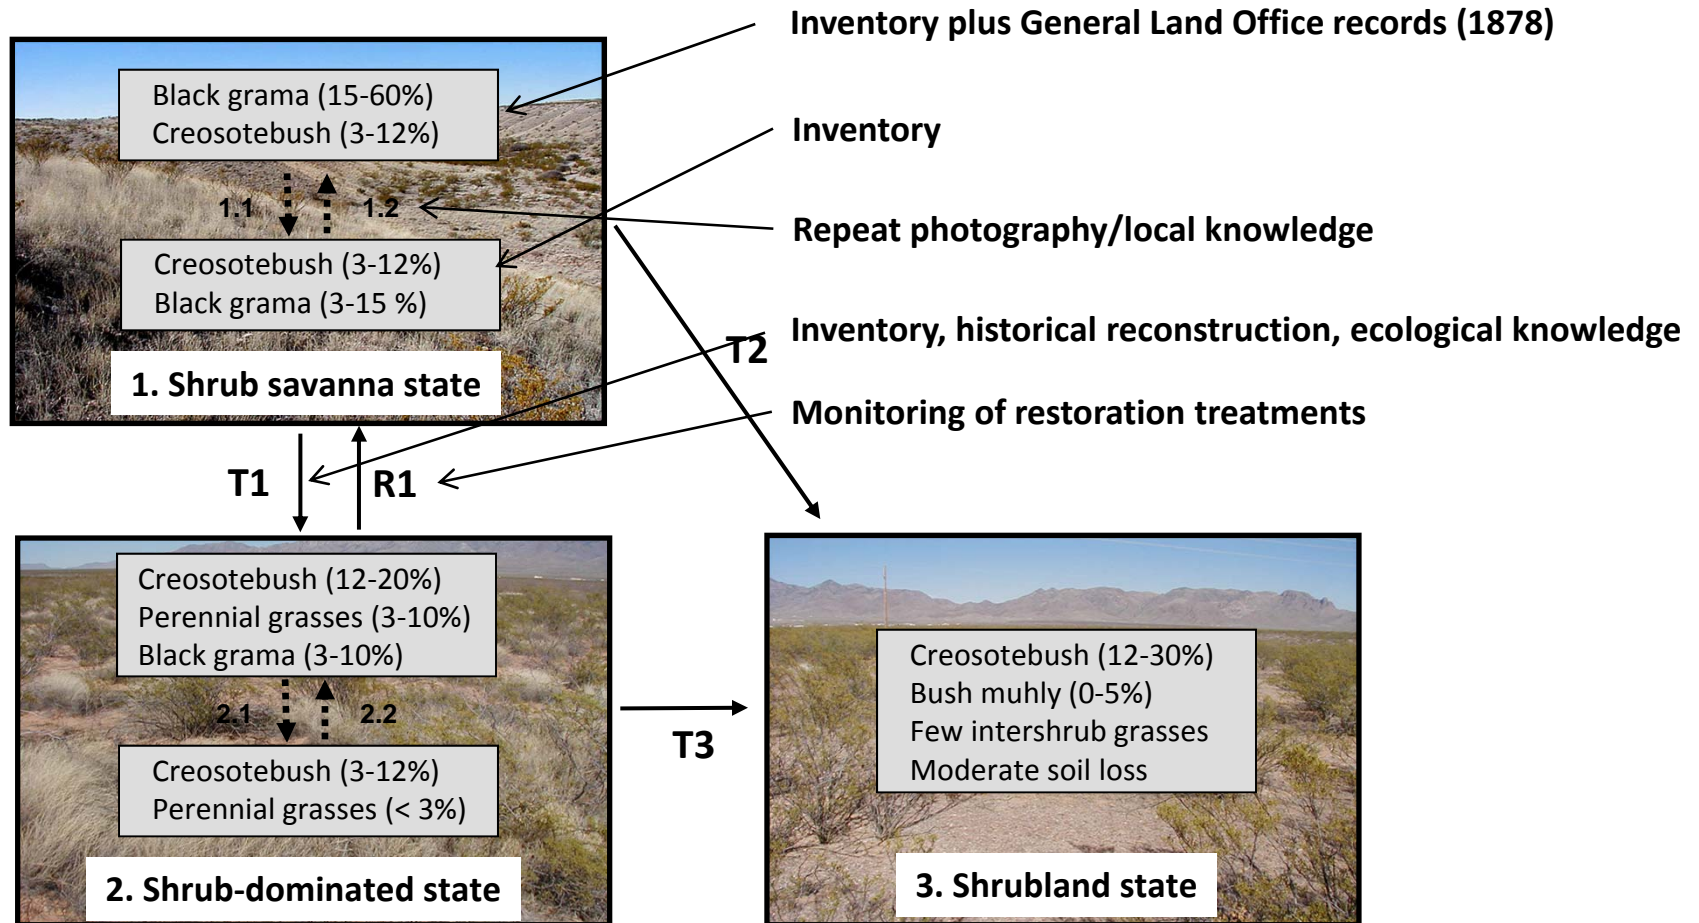 Inventory plus General Land Office records (1878)
Black grama (15-60%)
Creosotebush (3-12%)
Inventory
1.1
1.2
Repeat photography/local knowledge
Creosotebush (3-12%)
Black grama (3-15 %)
Inventory, historical reconstruction, ecological knowledge
T2
1. Shrub savanna state
Monitoring of restoration treatments
T1
R1
Creosotebush (12-20%)
Perennial grasses (3-10%)
Black grama (3-10%)
2.1
2.2
Creosotebush (3-12%)
Perennial grasses (< 3%)
2. Shrub-dominated state
T3
Creosotebush (12-30%)
Bush muhly (0-5%)
Few intershrub grasses
Moderate soil loss
3. Shrubland state